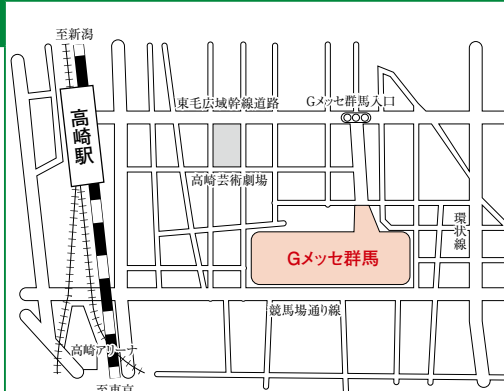 至新潟
東毛広域幹線道路
Gメッセ群馬入口
高崎駅
高崎芸術劇場
環状線
Gメッセ群馬
競馬場通り線
高崎アリーナ
至東京